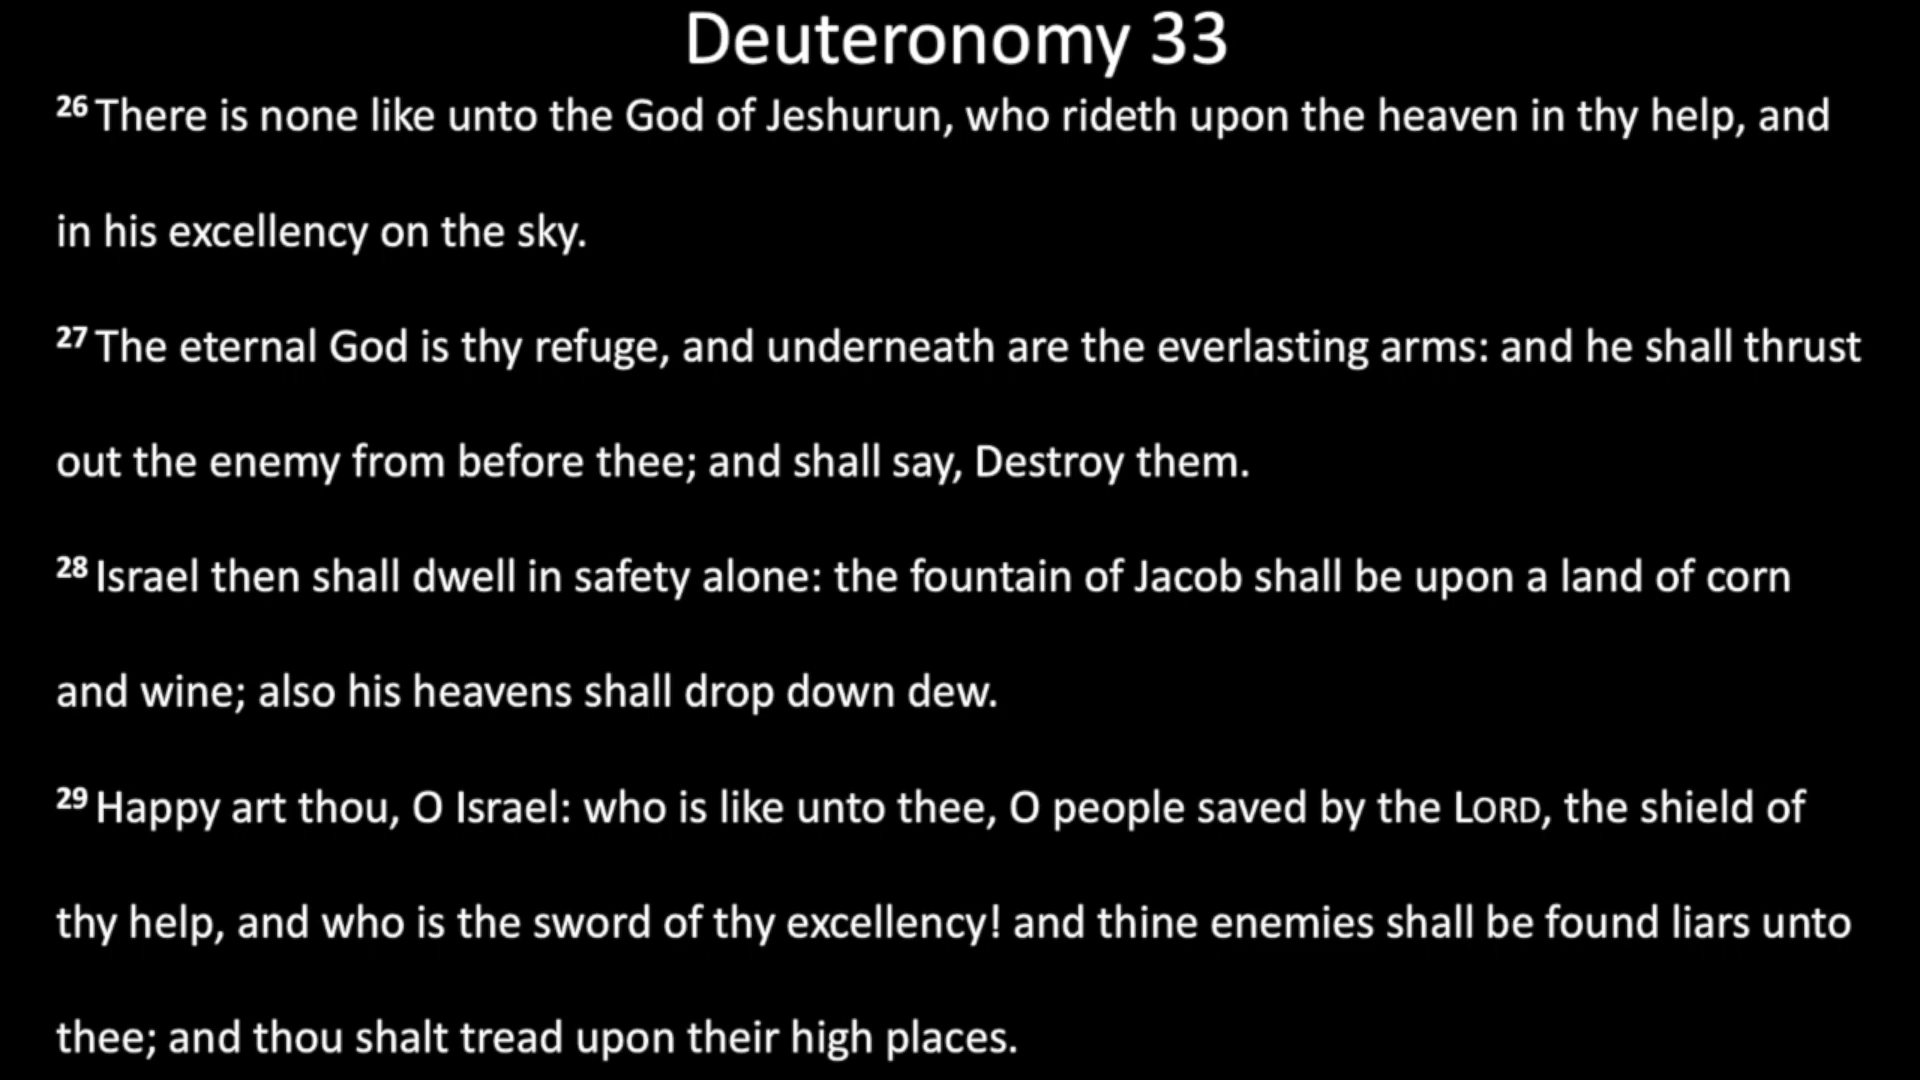 Deuteronomy 33
26 There is none like unto the God of Jeshurun, who rideth upon the heaven in thy help, and
in his excellency on the sky.
27 The eternal God is thy refuge, and underneath are the everlasting arms: and he shall thrust
out the enemy from before thee; and shall say, Destroy them.
28 Israel then shall dwell in safety alone: the fountain of Jacob shall be upon a land of corn
and wine; also his heavens shall drop down dew.
29 Happy art thou, O Israel: who is like unto thee, O people saved by the LORD, the shield of
thy help, and who is the sword of thy excellency! and thine enemies shall be found liars unto
thee; and thou shalt tread upon their high places.